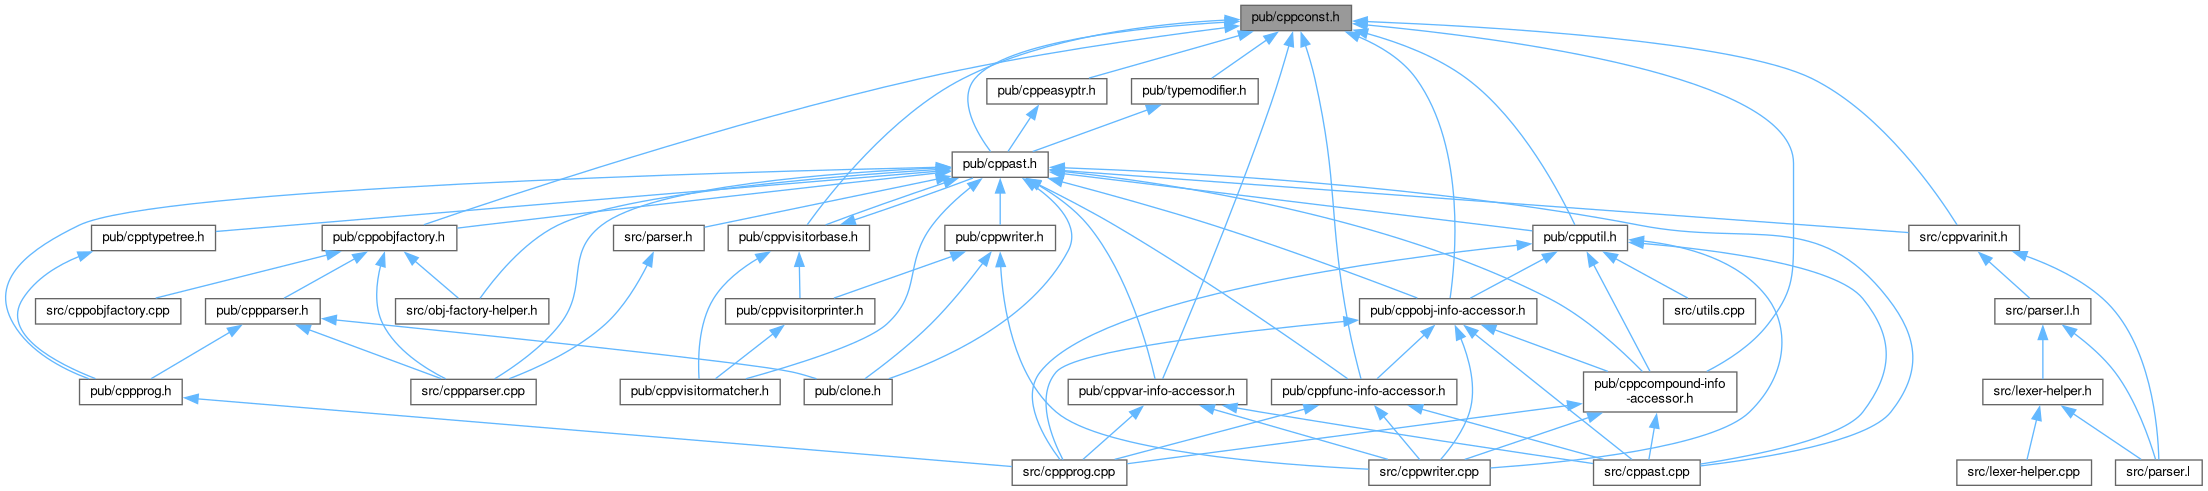 pub/cppconst.h
pub/cppeasyptr.h
pub/typemodifier.h
pub/cppast.h
pub/cpptypetree.h
pub/cppobjfactory.h
src/parser.h
pub/cppvisitorbase.h
pub/cppwriter.h
pub/cpputil.h
src/cppvarinit.h
src/cppobjfactory.cpp
pub/cppparser.h
src/obj-factory-helper.h
pub/cppvisitorprinter.h
pub/cppobj-info-accessor.h
src/utils.cpp
src/parser.l.h
pub/cppprog.h
src/cppparser.cpp
pub/cppvisitormatcher.h
pub/clone.h
pub/cppvar-info-accessor.h
pub/cppfunc-info-accessor.h
pub/cppcompound-info
-accessor.h
src/lexer-helper.h
src/cppprog.cpp
src/cppwriter.cpp
src/cppast.cpp
src/lexer-helper.cpp
src/parser.l